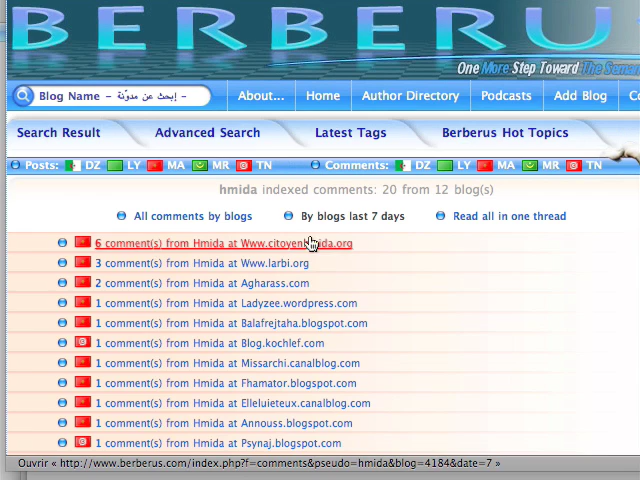 BERBERU
One More Step Toward The Seman
Blog Name - إبحث عن مدوّنة -
About... Home Author Directory Podcasts Add Blog Co
Search Result Advanced Search Latest Tags Berberus Hot Topics
Posts: DZ LY MA MR TN Comments: DZ LY MA MR TN
hmida indexed comments: 20 from 12 blog(s)
All comments by blogs By blogs last 7 days Read all in one thread
6 comment(s) from Hmida at Www.citoyenhmida.org
3 comment(s) from Hmida at Www.larbi.org
2 comment(s) from Hmida at Agharass.com
1 comment(s) from Hmida at Ladyzee.wordpress.com
1 comment(s) from Hmida at Balafrejtaha.blogspot.com
1 comment(s) from Hmida at Blog.kochlef.com
1 comment(s) from Hmida at Missarchi.canalblog.com
1 comment(s) from Hmida at Fhamator.blogspot.com
1 comment(s) from Hmida at Elleluieteux.canalblog.com
1 comment(s) from Hmida at Annouss.blogspot.com
1 comment(s) from Hmida at Psynaj.blogspot.com
Ouvrir « http://www.berberus.com/index.php?f=comments&pseudo=hmida&blog=4184&date=7 »